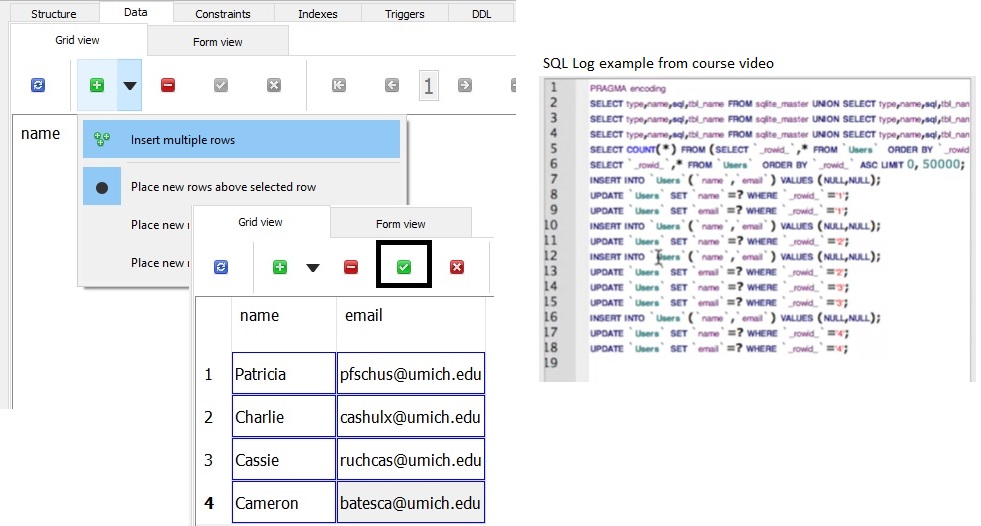 Structure Data Constraints Indexes Triggers DDL
Grid view Form view
1
name
Insert multiple rows
Place new rows above selected row
Place new
Place new
Grid view Form view
name email
1 Patricia pfschus@umich.edu
2 Charlie cashulx@umich.edu
3 Cassie ruchcas@umich.edu
4 Cameron batesca@umich.edu
SQL Log example from course video
1 PRAGMA encoding
2 SELECT type,name,sql,tbl_name FROM sqlite_master UNION SELECT type,name,sql,tbl_nan
3 SELECT type,name,sql,tbl_name FROM sqlite_master UNION SELECT type,name,sql,tbl_nan
4 SELECT type,name,sql,tbl_name FROM sqlite_master UNION SELECT type,name,sql,tbl_nan
5 SELECT COUNT(*) FROM (SELECT `_rowid_`,* FROM `Users` ORDER BY `_rowid
6 SELECT `_rowid_`,* FROM `Users` ORDER BY `_rowid_` ASC LIMIT 0, 50000;
7 INSERT INTO `Users`(`name`,`email`) VALUES (NULL,NULL);
8 UPDATE `Users` SET `name`=? WHERE `_rowid_`='1';
9 UPDATE `Users` SET `email`=? WHERE `_rowid_`='1';
10 INSERT INTO `Users`(`name`,`email`) VALUES (NULL,NULL);
11 UPDATE `Users` SET `name`=? WHERE `_rowid_`='2';
12 INSERT INTO `Users`(`name`,`email`) VALUES (NULL,NULL);
13 UPDATE `Users` SET `email`=? WHERE `_rowid_`='2';
14 UPDATE `Users` SET `name`=? WHERE `_rowid_`='3';
15 UPDATE `Users` SET `email`=? WHERE `_rowid_`='3';
16 INSERT INTO `Users`(`name`,`email`) VALUES (NULL,NULL);
17 UPDATE `Users` SET `name`=? WHERE `_rowid_`='4';
18 UPDATE `Users` SET `email`=? WHERE `_rowid_`='4';
19